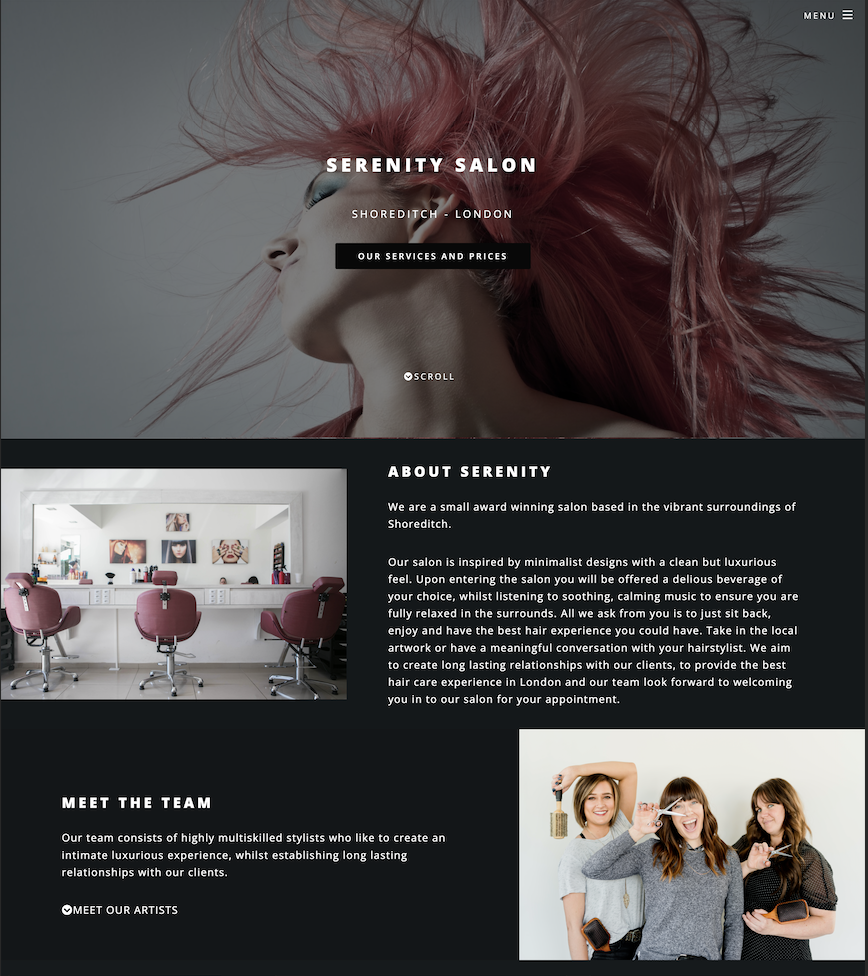 MENU
SERENITY SALON
SHOREDITCH - LONDON
OUR SERVICES AND PRICES
SCROLL
ABOUT SERENITY
We are a small award winning salon based in the vibrant surroundings of
Shoreditch.
Our salon is inspired by minimalist designs with a clean but luxurious
feel. Upon entering the salon you will be offered a delious beverage of
your choice, whilst listening to soothing, calming music to ensure you are
fully relaxed in the surrounds. All we ask from you is to just sit back,
enjoy and have the best hair experience you could have. Take in the local
artwork or have a meaningful conversation with your hairstylist. We aim
to create long lasting relationships with our clients, to provide the best
hair care experience in London and our team look forward to welcoming
you in to our salon for your appointment.
MEET THE TEAM
Our team consists of highly multiskilled stylists who like to create an
intimate luxurious experience, whilst establishing long lasting
relationships with our clients.
MEET OUR ARTISTS